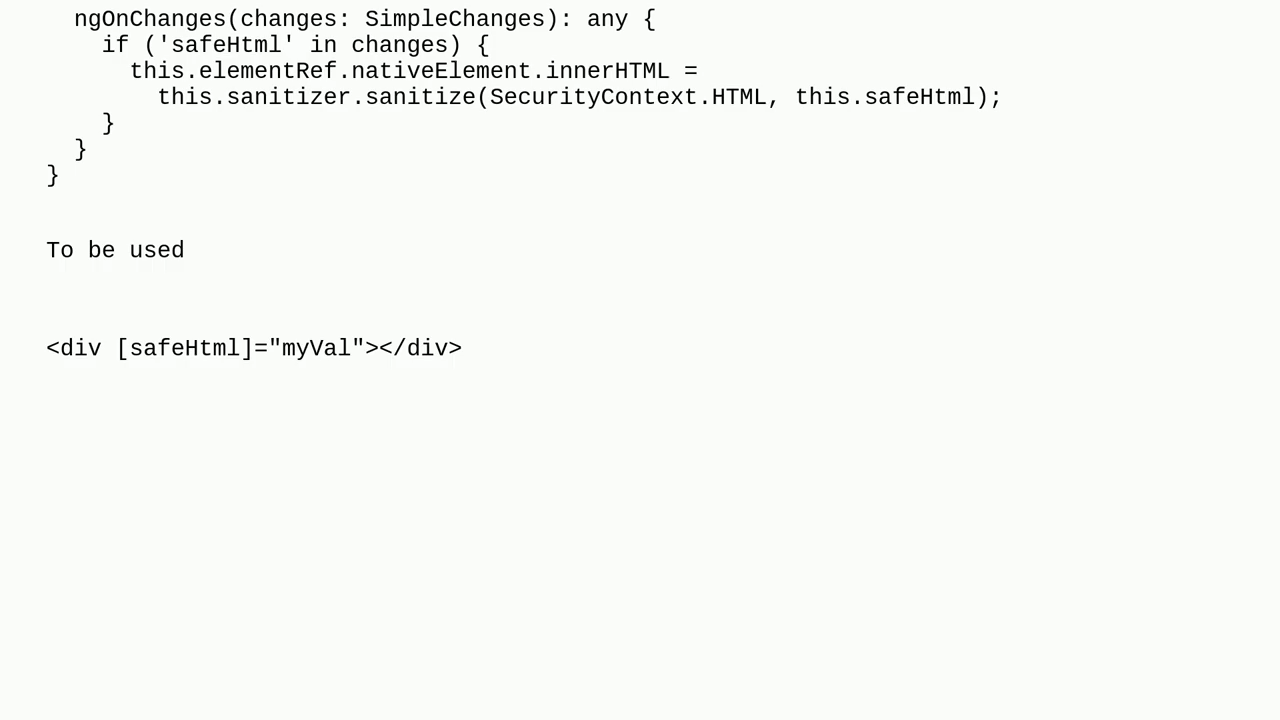 ngOnChanges(changes: SimpleChanges): any {
if ('safeHtml' in changes) {
this.elementRef.nativeElement.innerHTML =
this.sanitizer.sanitize(SecurityContext.HTML, this.safeHtml);
}
}
}
To be used
<div [safeHtml]="myVal"></div>